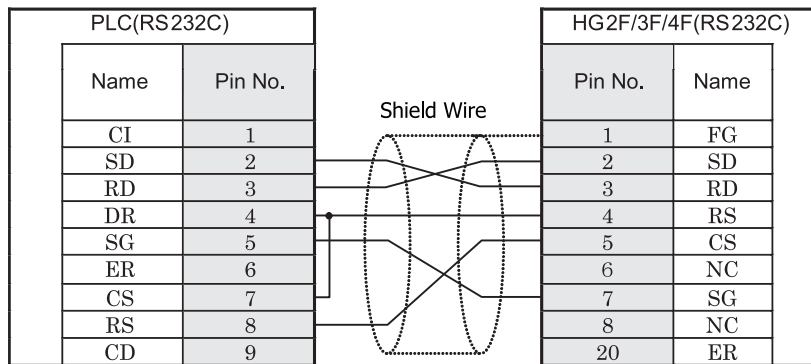 PLC(RS232C) HG2F/3F/4F(RS232C)
Name Pin No. Pin No. Name
Shield Wire
CI 1 1 FG
SD 2 2 SD
RD 3 3 RD
DR 4 4 RS
SG 5 5 CS
ER 6 6 NC
CS 7 7 SG
RS 8 8 NC
CD 9 20 ER